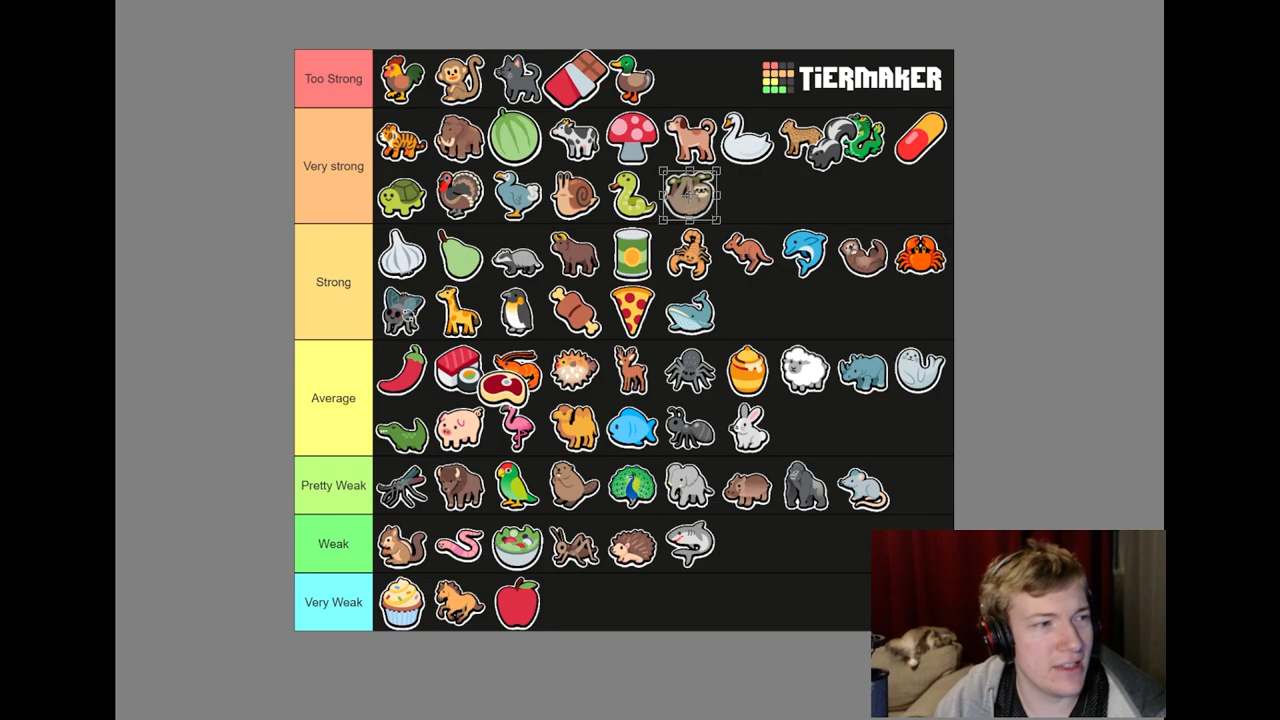 Too Strong
TiERMAKER
Very strong
Strong
Average
Pretty Weak
Weak
Very Weak